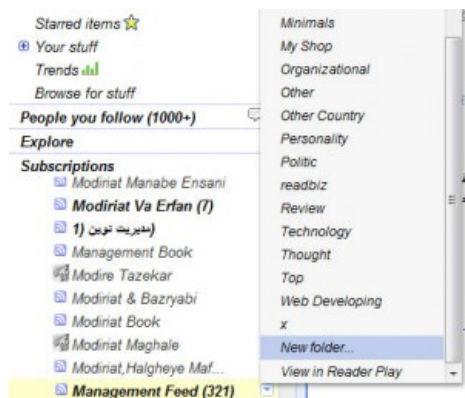 Starred items
Your stuff
Trends
Browse for stuff
People you follow (1000+)
Explore
Subscriptions
Modiriat Manabe Ensani
Modiriat Va Erfan (7)
(مدیریت نوین (1
Management Book
Modire Tazekar
Modiriat & Bazryabi
Modiriat Book
Modiriat Maghale
Modiriat,Halgheye Maf...
Management Feed (321)
Minimals
My Shop
Organizational
Other
Other Country
Personality
Politic
readbiz
Review
Technology
Thought
Top
Web Developing
x
New folder...
View in Reader Play